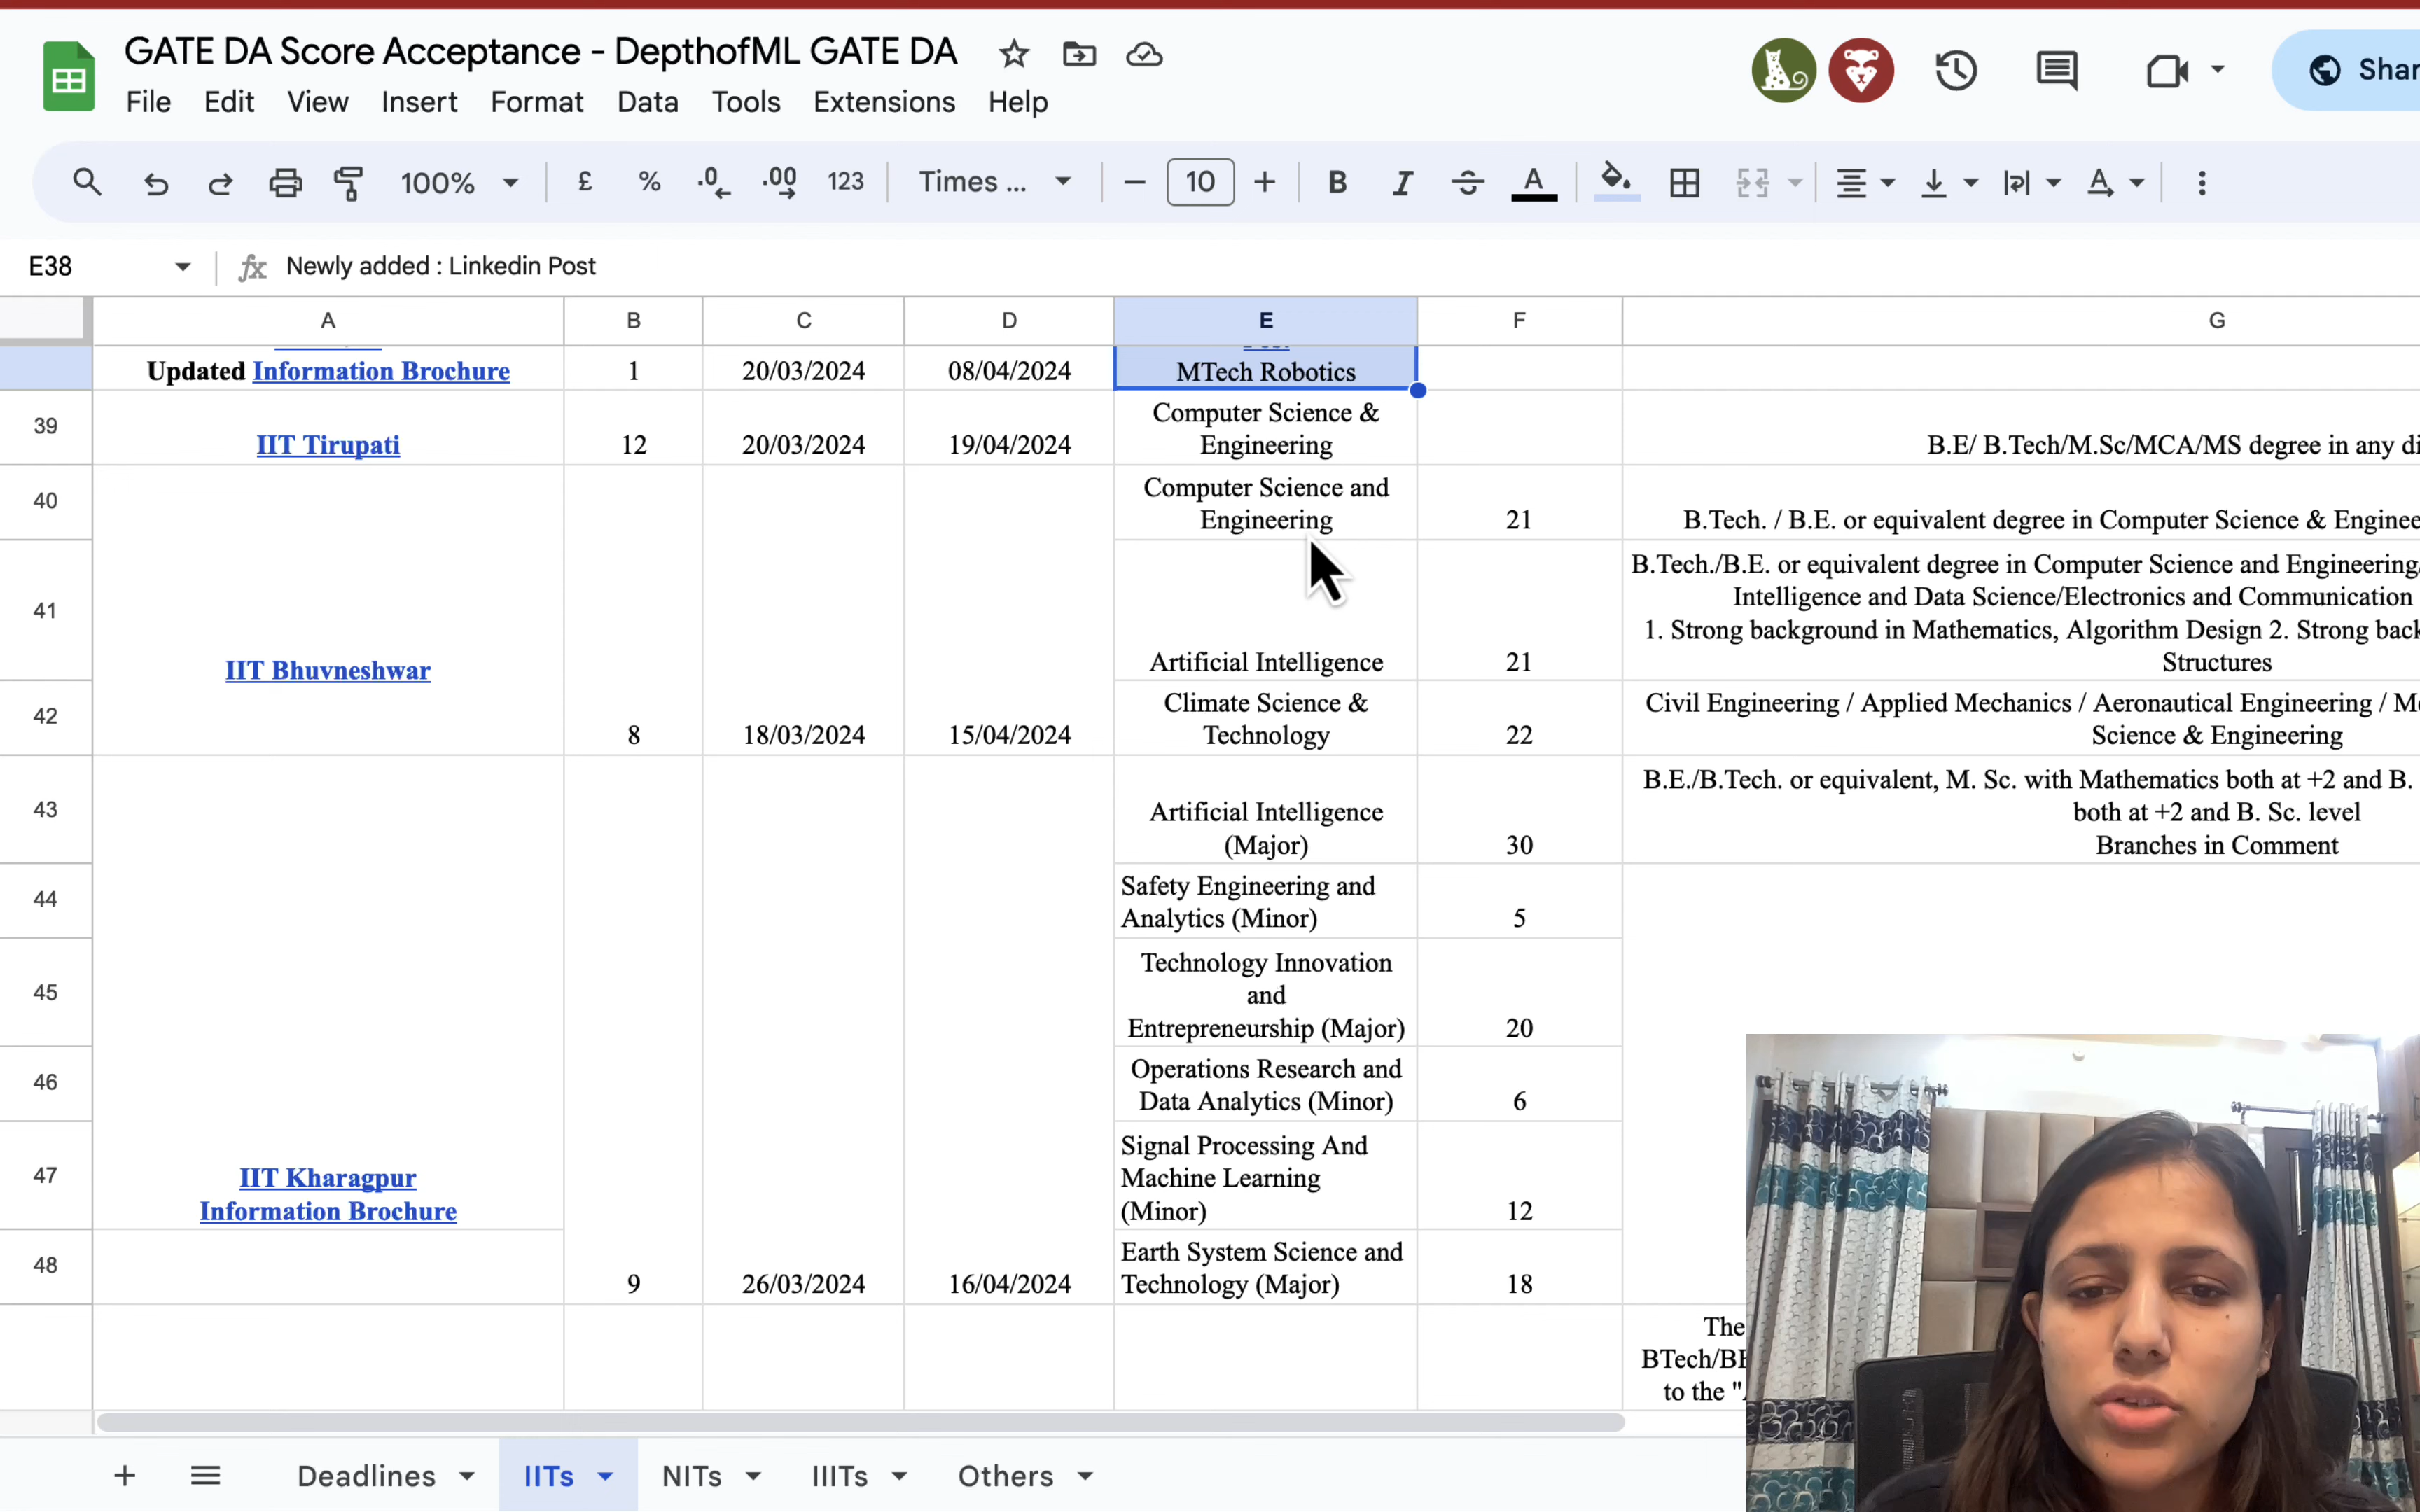 GATE DA Score Acceptance - DepthofML GATE DA
File Edit View Insert Format Data Tools Extensions Help
100% £ % .0 .00 123 Times ... 10 B I S A A
E38 fx Newly added : Linkedin Post
A B C D E F G
Updated Information Brochure 1 20/03/2024 08/04/2024 MTech Robotics
39 IIT Tirupati 12 20/03/2024 19/04/2024
Computer Science &
Engineering
B.E/ B.Tech/M.Sc/MCA/MS degree in any
40
Computer Science and
Engineering
21
B.Tech. / B.E. or equivalent degree in Computer Science &
41
Artificial Intelligence
21
B.Tech./B.E. or equivalent degree in Computer Science and Engineering
Intelligence and Data Science/Electronics and Communication
1. Strong background in Mathematics, Algorithm Design 2. Strong
Structures
IIT Bhuvneshwar
42
8 18/03/2024 15/04/2024
Climate Science &
Technology
22
Civil Engineering / Applied Mechanics / Aeronautical Engineering /
Science & Engineering
43
Artificial Intelligence
(Major)
30
B.E./B.Tech. or equivalent, M. Sc. with Mathematics both at +2 and B.
both at +2 and B. Sc. level
Branches in Comment
44
Safety Engineering and
Analytics (Minor)
5
45
Technology Innovation
and
Entrepreneurship (Major)
20
46
Operations Research and
Data Analytics (Minor)
6
47
IIT Kharagpur
Information Brochure
Signal Processing And
Machine Learning
(Minor)
12
48
9 26/03/2024 16/04/2024
Earth System Science and
Technology (Major)
18
The
to the
Deadlines IITs NITs IIITs Others